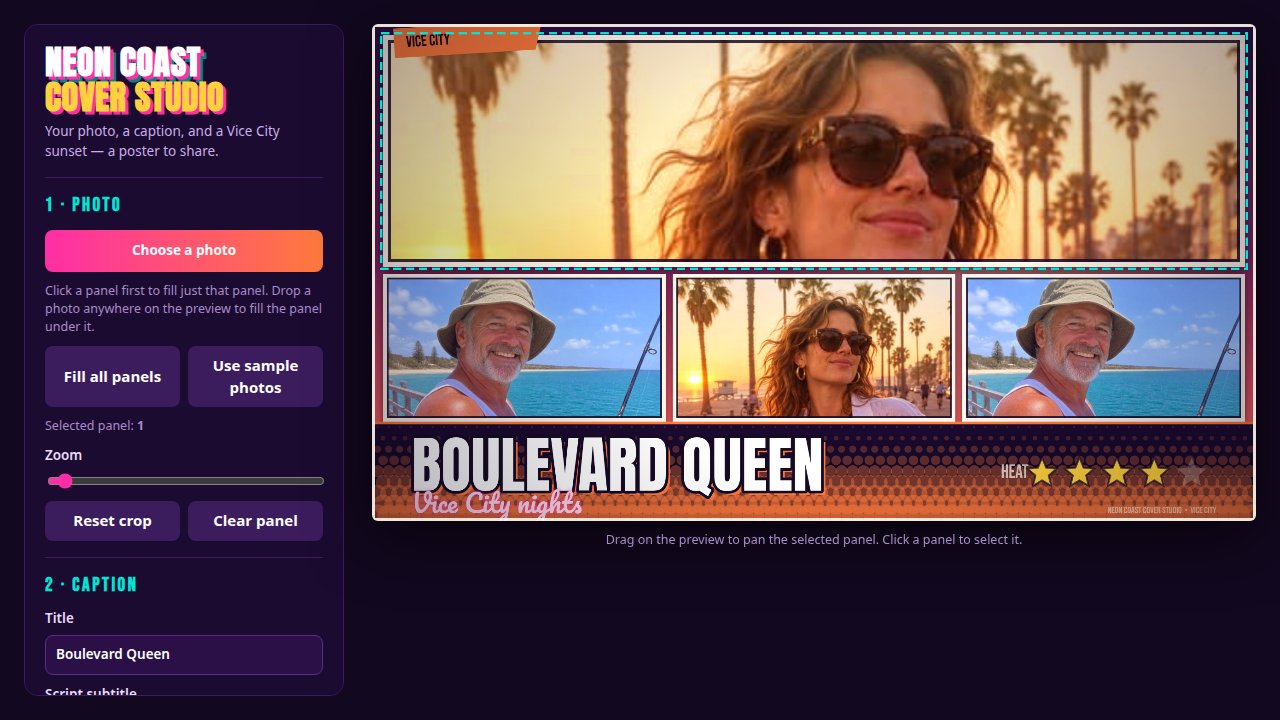 NEON COAST
COVER STUDIO
Your photo, a caption, and a Vice City
sunset — a poster to share.
1 · PHOTO
Choose a photo
Click a panel first to fill just that panel. Drop a
photo anywhere on the preview to fill the panel
under it.
Fill all panels
Use sample
photos
Selected panel: 1
Zoom
Reset crop
Clear panel
2 · CAPTION
Title
Boulevard Queen
Script subtitle
VICE CITY
BOULEVARD QUEEN
Vice City nights
HEAT
NEON COAST COVER STUDIO • VICE CITY
Drag on the preview to pan the selected panel. Click a panel to select it.